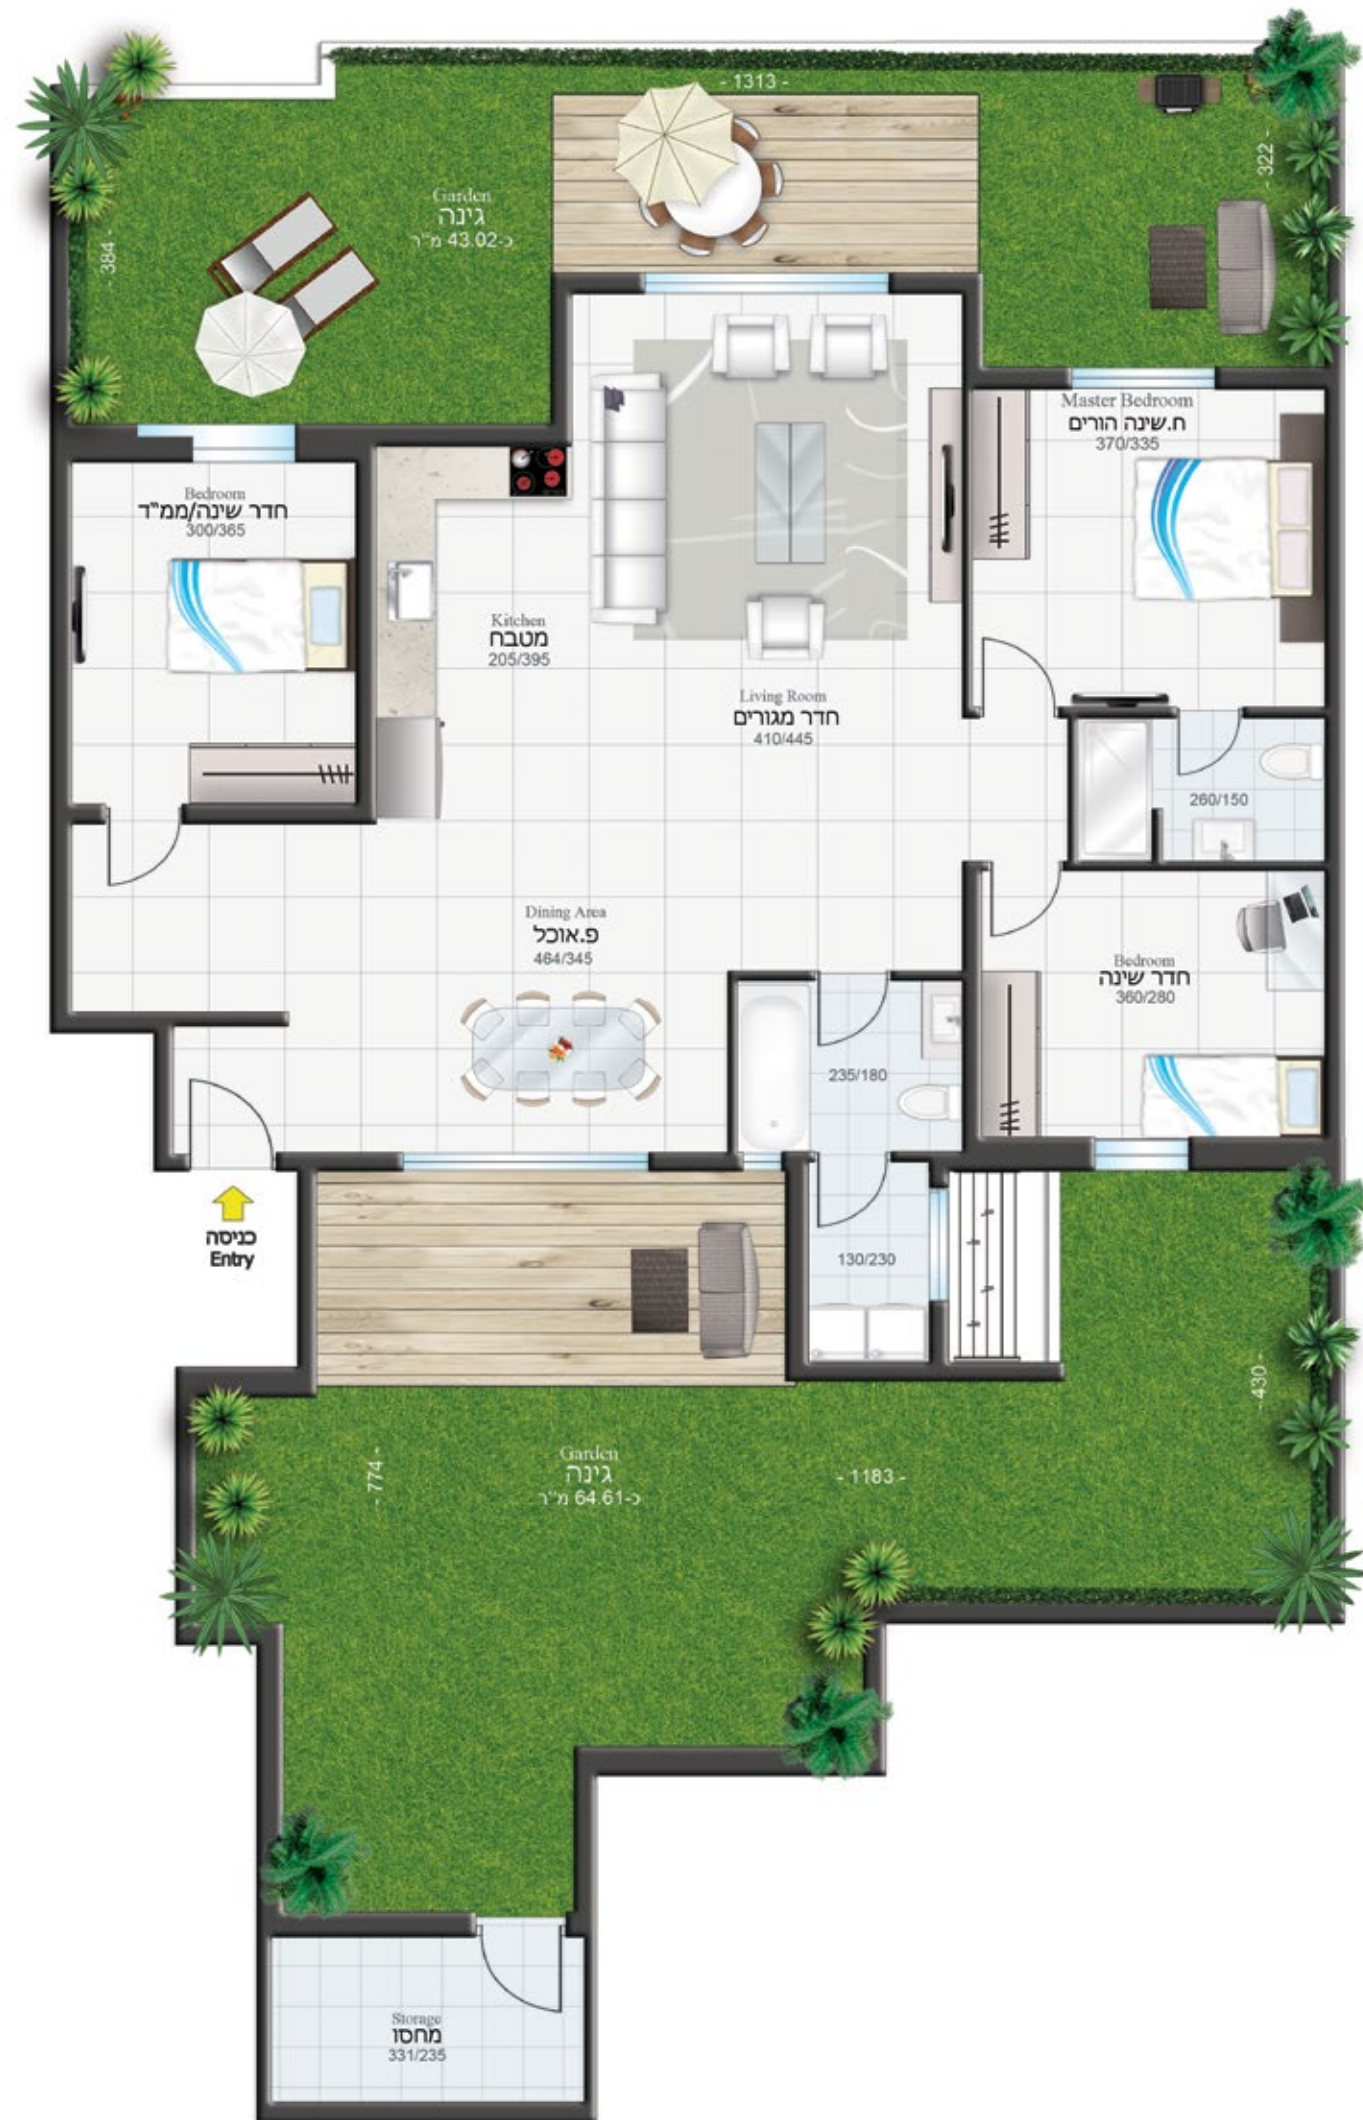 - 1313 -
- 322 -
- 384 -
Garden
גינה
כ-43.02 מ"ר
Master Bedroom
ח.שינה הורים
370/335
Bedroom
חדר שינה/ממ"ד
300/365
Kitchen
מטבח
205/395
Living Room
חדר מגורים
410/445
260/150
Dining Area
פ.אוכל
464/345
Bedroom
חדר שינה
360/280
235/180
כניסה
Entry
130/230
- 430 -
- 774 -
Garden
גינה
כ-64.61 מ"ר
- 1183 -
Storage
מחסן
331/235